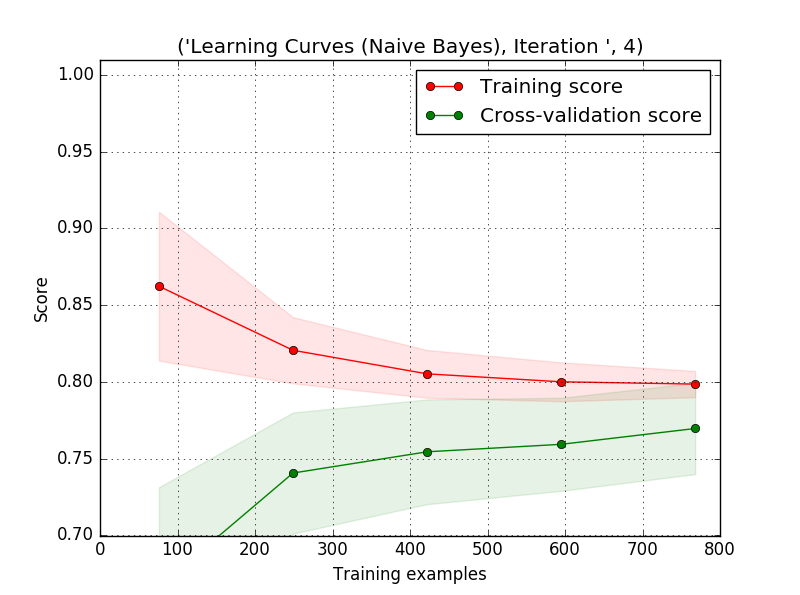 ('Learning Curves (Naive Bayes), Iteration ', 4)
Training score
Cross-validation score
1.00
0.95
0.90
0.85
0.80
0.75
0.70
Score
0 100 200 300 400 500 600 700 800
Training examples